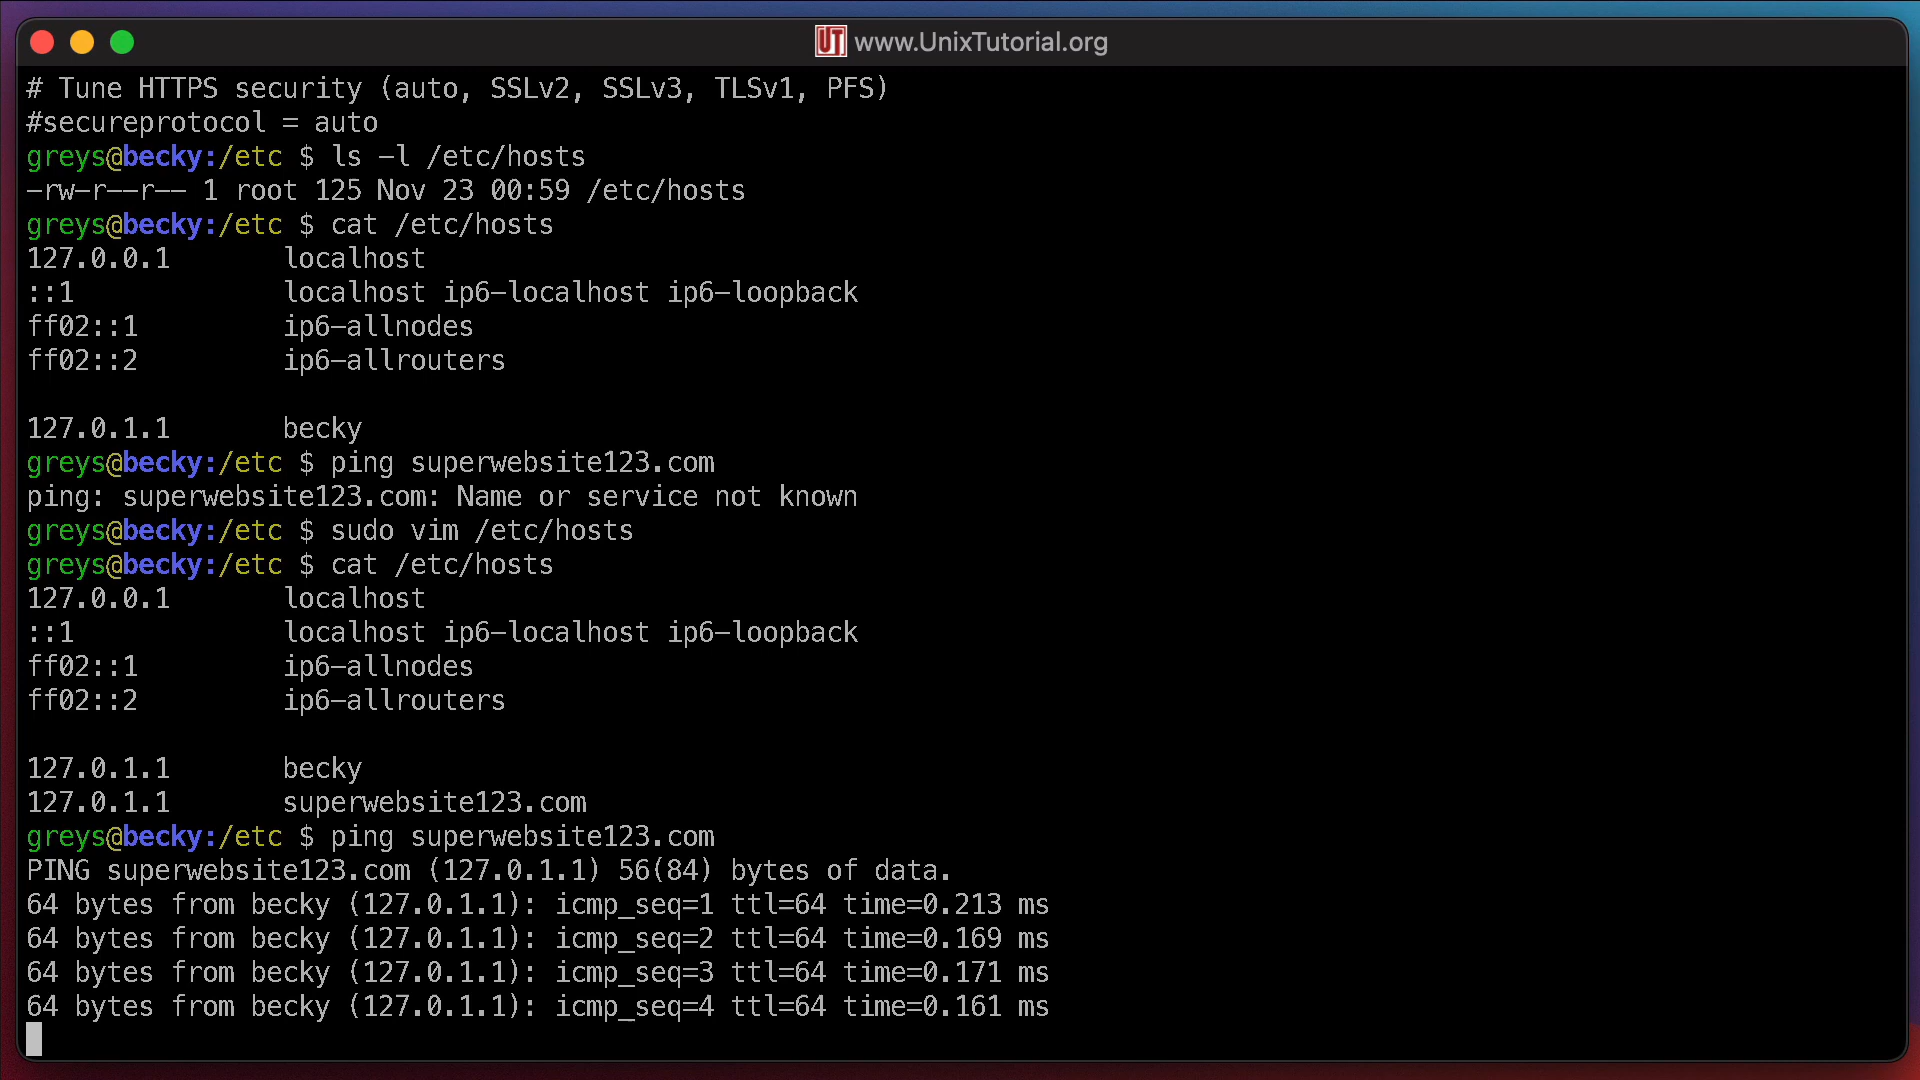 UT www.UnixTutorial.org
# Tune HTTPS security (auto, SSLv2, SSLv3, TLSv1, PFS)
#secureprotocol = auto
greys@becky:/etc $ ls -l /etc/hosts
-rw-r--r-- 1 root 125 Nov 23 00:59 /etc/hosts
greys@becky:/etc $ cat /etc/hosts
127.0.0.1       localhost
::1             localhost ip6-localhost ip6-loopback
ff02::1         ip6-allnodes
ff02::2         ip6-allrouters
127.0.1.1       becky
greys@becky:/etc $ ping superwebsite123.com
ping: superwebsite123.com: Name or service not known
greys@becky:/etc $ sudo vim /etc/hosts
greys@becky:/etc $ cat /etc/hosts
127.0.0.1       localhost
::1             localhost ip6-localhost ip6-loopback
ff02::1         ip6-allnodes
ff02::2         ip6-allrouters
127.0.1.1       becky
127.0.1.1       superwebsite123.com
greys@becky:/etc $ ping superwebsite123.com
PING superwebsite123.com (127.0.1.1) 56(84) bytes of data.
64 bytes from becky (127.0.1.1): icmp_seq=1 ttl=64 time=0.213 ms
64 bytes from becky (127.0.1.1): icmp_seq=2 ttl=64 time=0.169 ms
64 bytes from becky (127.0.1.1): icmp_seq=3 ttl=64 time=0.171 ms
64 bytes from becky (127.0.1.1): icmp_seq=4 ttl=64 time=0.161 ms